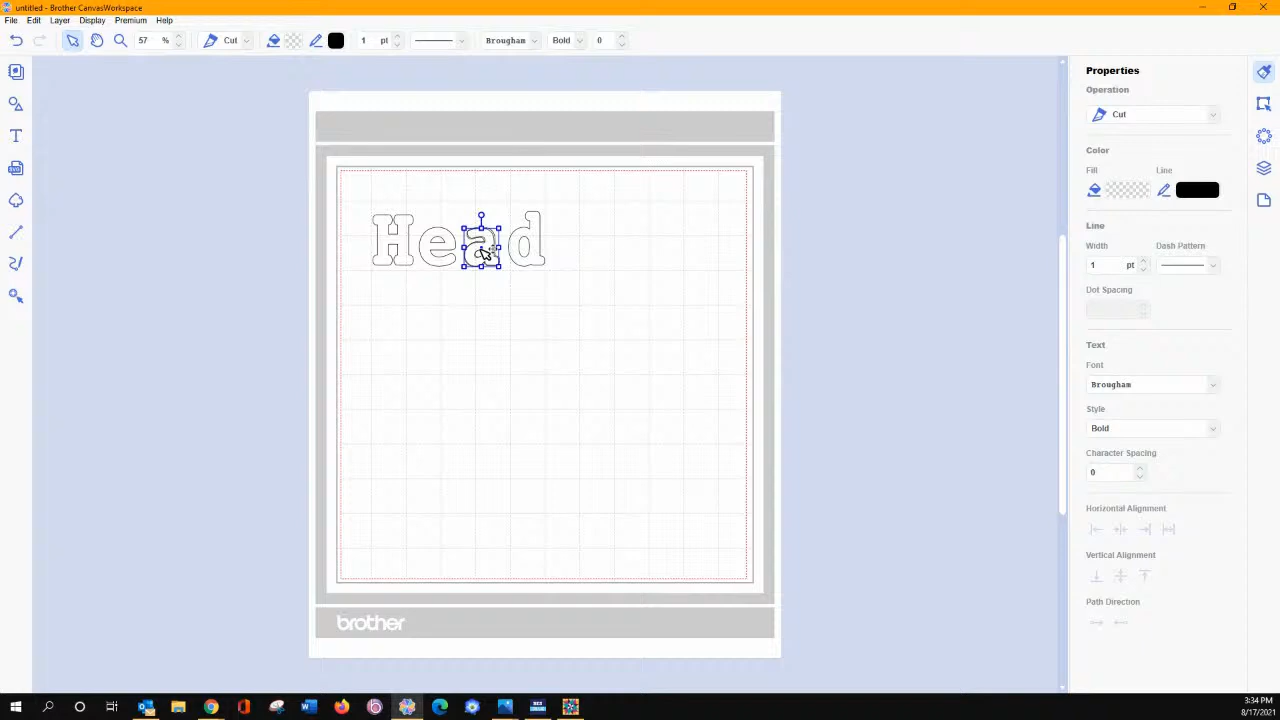 untitled - Brother CanvasWorkspace
File Edit Layer Display Premium Help
57 % Cut 1 pt Brougham Bold 0
Properties
Operation
Cut
Color
Fill Line
Line
Width Dash Pattern
1 pt
Dot Spacing
Text
Font
Brougham
Style
Bold
Character Spacing
0
Horizontal Alignment
Vertical Alignment
Path Direction
Head
brother
3:34 PM
8/17/2021